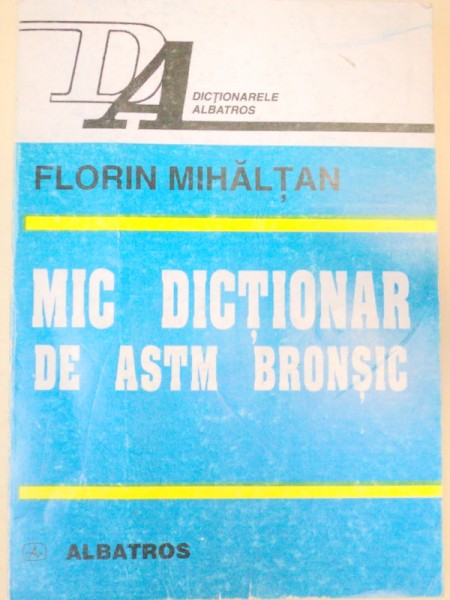 DA
DICȚIONARELE
ALBATROS
FLORIN MIHĂLȚAN
MIC DICȚIONAR
DE ASTM BRONȘIC
ALBATROS